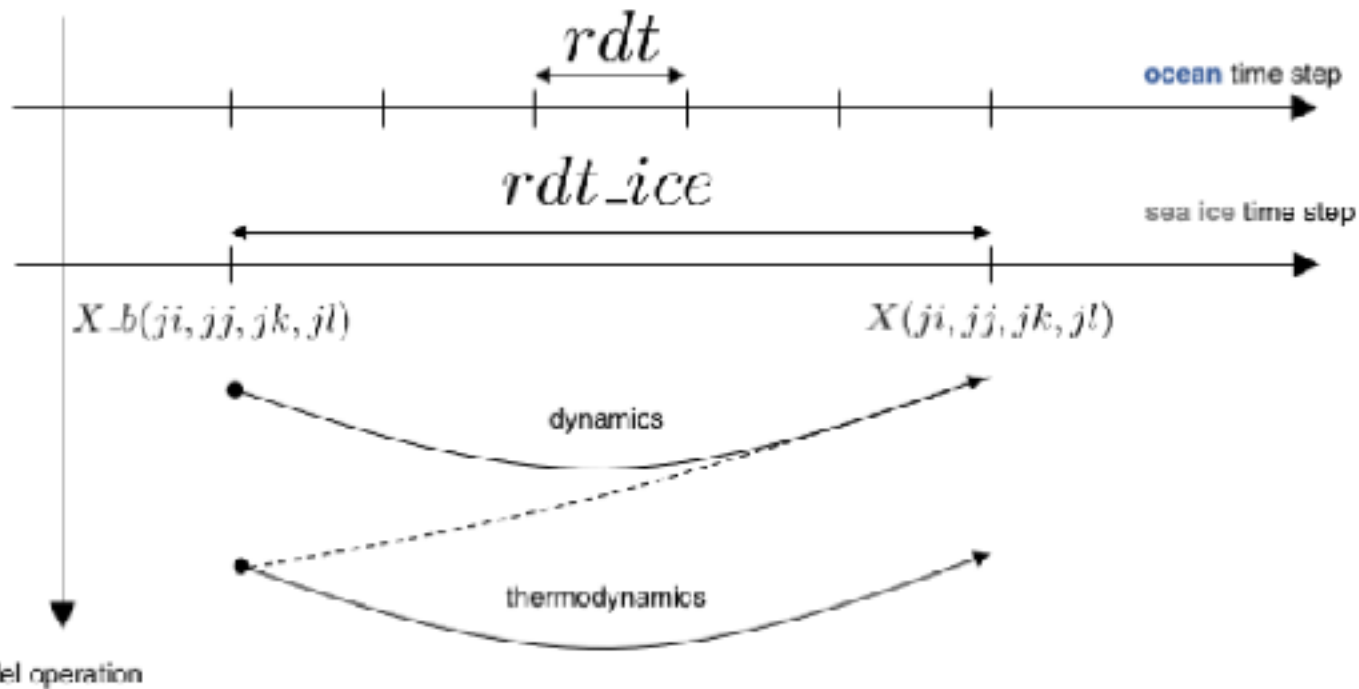 rdt
ocean time step
rdt_ice
sea ice time step
X_b(ji, jj, jk, jl)
X(ji, jj, jk, jl)
dynamics
thermodynamics
del operation